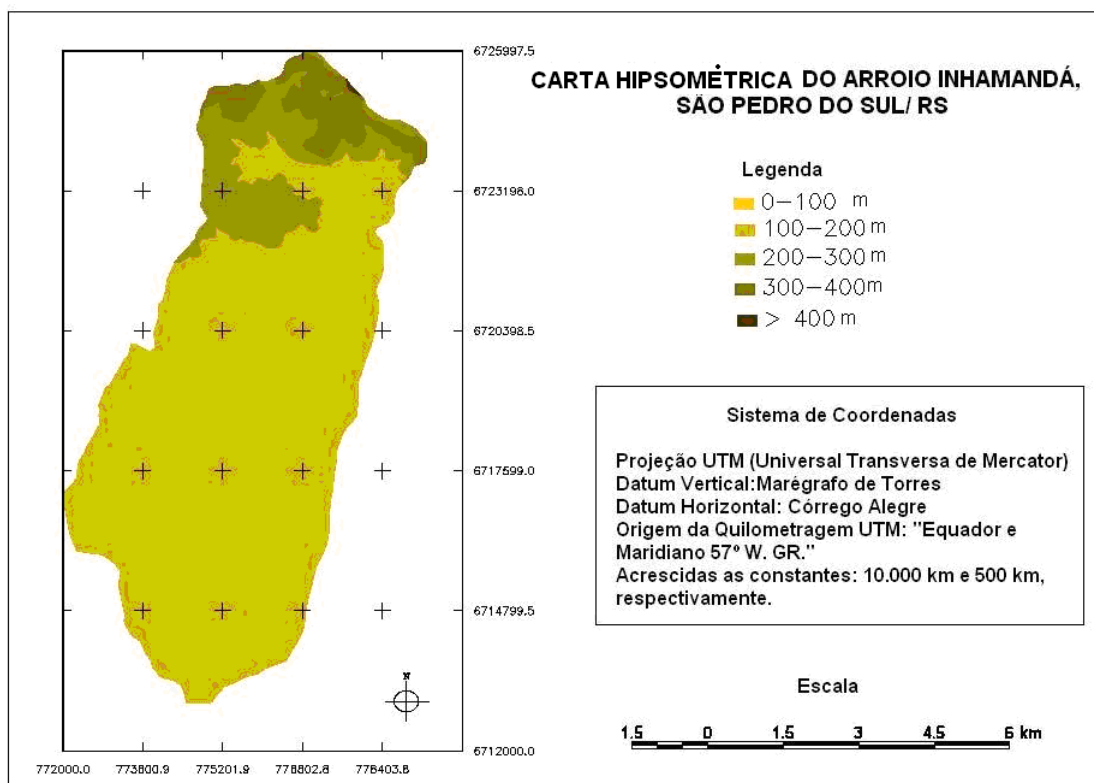 CARTA HIPSOMÉTRICA DO ARROIO INHAMANDÁ,
SÃO PEDRO DO SUL/ RS
Legenda
0-100 m
100-200 m
200-300 m
300-400 m
> 400 m
Sistema de Coordenadas
Projeção UTM (Universal Transversa de Mercator)
Datum Vertical:Marégrafo de Torres
Datum Horizontal: Córrego Alegre
Origem da Quilometragem UTM: "Equador e
Maridiano 57º W. GR."
Acrescidas as constantes: 10.000 km e 500 km,
respectivamente.
Escala
1.5 0 1.5 3 4.5 6 km
6725997.5
6723198.0
6720398.5
6717599.0
6714799.5
6712000.0
N
772000.0 773600.9 775201.9 776802.8 778403.8